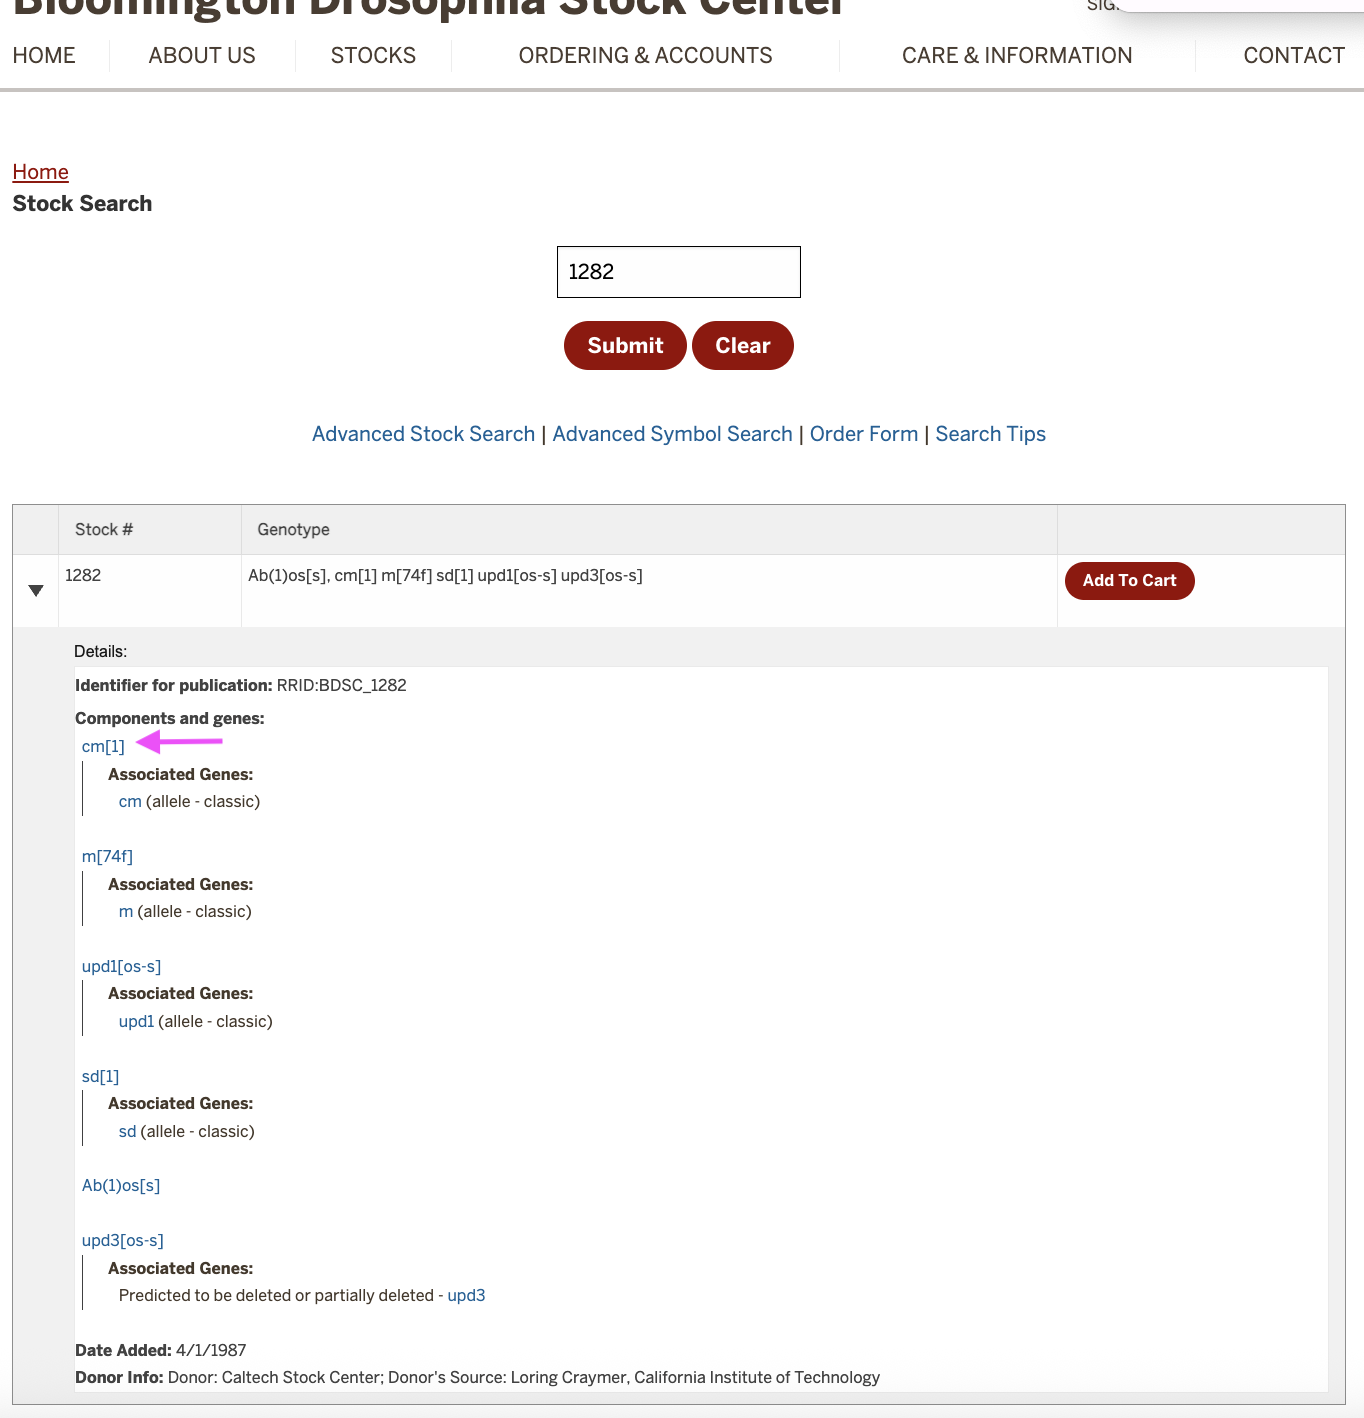 Bloomington Drosophila Stock Center
HOME ABOUT US STOCKS ORDERING & ACCOUNTS CARE & INFORMATION CONTACT
Home
Stock Search
1282
Submit Clear
Advanced Stock Search | Advanced Symbol Search | Order Form | Search Tips
Stock # Genotype
1282 Ab(1)os[s], cm[1] m[74f] sd[1] upd1[os-s] upd3[os-s] Add To Cart
Details:
Identifier for publication: RRID:BDSC_1282
Components and genes:
cm[1]
Associated Genes:
cm (allele - classic)
m[74f]
Associated Genes:
m (allele - classic)
upd1[os-s]
Associated Genes:
upd1 (allele - classic)
sd[1]
Associated Genes:
sd (allele - classic)
Ab(1)os[s]
upd3[os-s]
Associated Genes:
Predicted to be deleted or partially deleted - upd3
Date Added: 4/1/1987
Donor Info: Donor: Caltech Stock Center; Donor's Source: Loring Craymer, California Institute of Technology